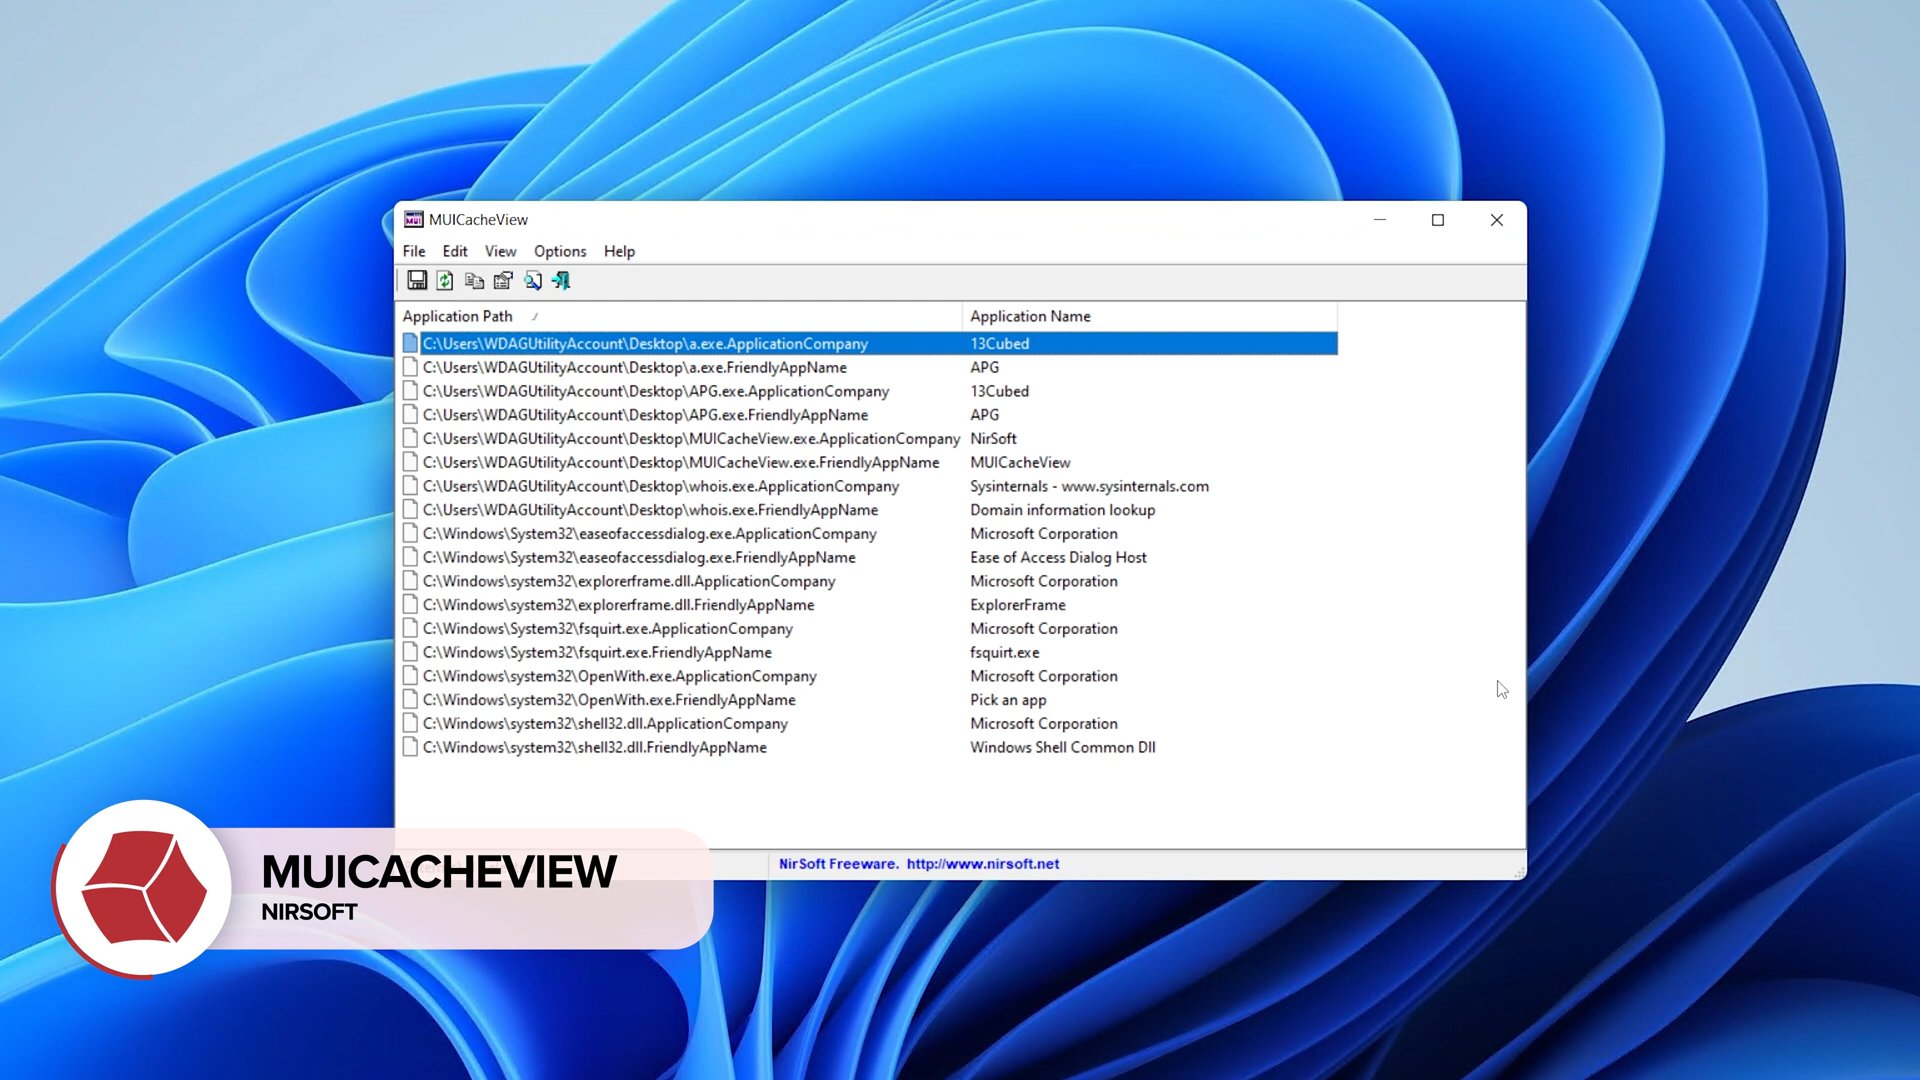 MUICacheView
File Edit View Options Help
Application Path Application Name
C:\Users\WDAGUtilityAccount\Desktop\a.exe.ApplicationCompany 13Cubed
C:\Users\WDAGUtilityAccount\Desktop\a.exe.FriendlyAppName APG
C:\Users\WDAGUtilityAccount\Desktop\APG.exe.ApplicationCompany 13Cubed
C:\Users\WDAGUtilityAccount\Desktop\APG.exe.FriendlyAppName APG
C:\Users\WDAGUtilityAccount\Desktop\MUICacheView.exe.ApplicationCompany NirSoft
C:\Users\WDAGUtilityAccount\Desktop\MUICacheView.exe.FriendlyAppName MUICacheView
C:\Users\WDAGUtilityAccount\Desktop\whois.exe.ApplicationCompany Sysinternals - www.sysinternals.com
C:\Users\WDAGUtilityAccount\Desktop\whois.exe.FriendlyAppName Domain information lookup
C:\Windows\System32\easeofaccessdialog.exe.ApplicationCompany Microsoft Corporation
C:\Windows\System32\easeofaccessdialog.exe.FriendlyAppName Ease of Access Dialog Host
C:\Windows\system32\explorerframe.dll.ApplicationCompany Microsoft Corporation
C:\Windows\system32\explorerframe.dll.FriendlyAppName ExplorerFrame
C:\Windows\System32\fsquirt.exe.ApplicationCompany Microsoft Corporation
C:\Windows\System32\fsquirt.exe.FriendlyAppName fsquirt.exe
C:\Windows\system32\OpenWith.exe.ApplicationCompany Microsoft Corporation
C:\Windows\system32\OpenWith.exe.FriendlyAppName Pick an app
C:\Windows\system32\shell32.dll.ApplicationCompany Microsoft Corporation
C:\Windows\system32\shell32.dll.FriendlyAppName Windows Shell Common Dll
NirSoft Freeware. http://www.nirsoft.net
MUICACHEVIEW
NIRSOFT